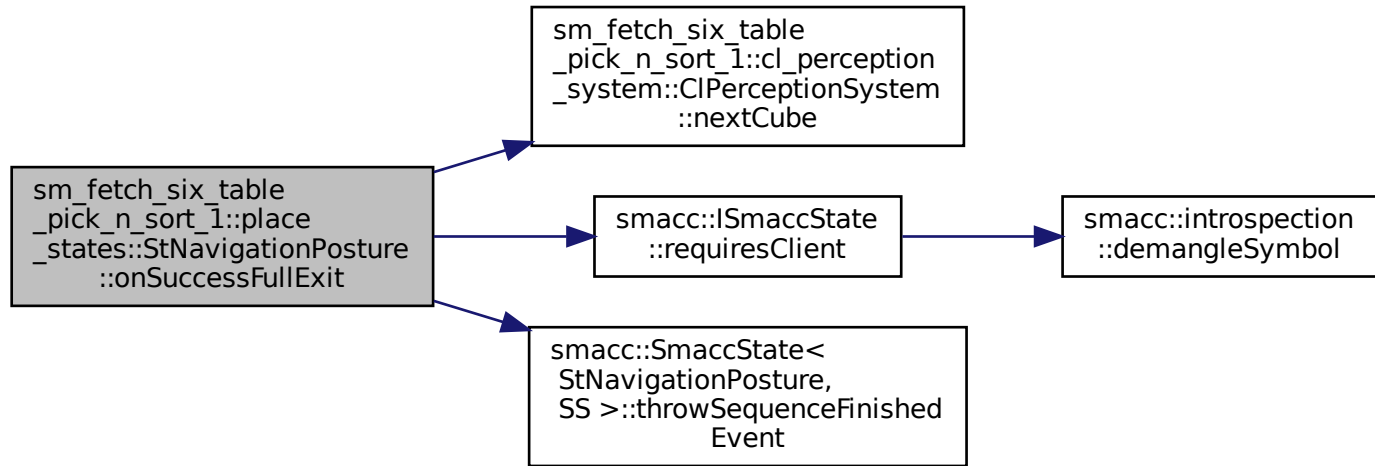 sm_fetch_six_table
_pick_n_sort_1::place
_states::StNavigationPosture
::onSuccessFullExit
sm_fetch_six_table
_pick_n_sort_1::cl_perception
_system::ClPerceptionSystem
::nextCube
smacc::ISmaccState
::requiresClient
smacc::introspection
::demangleSymbol
smacc::SmaccState<
StNavigationPosture,
SS >::throwSequenceFinished
Event